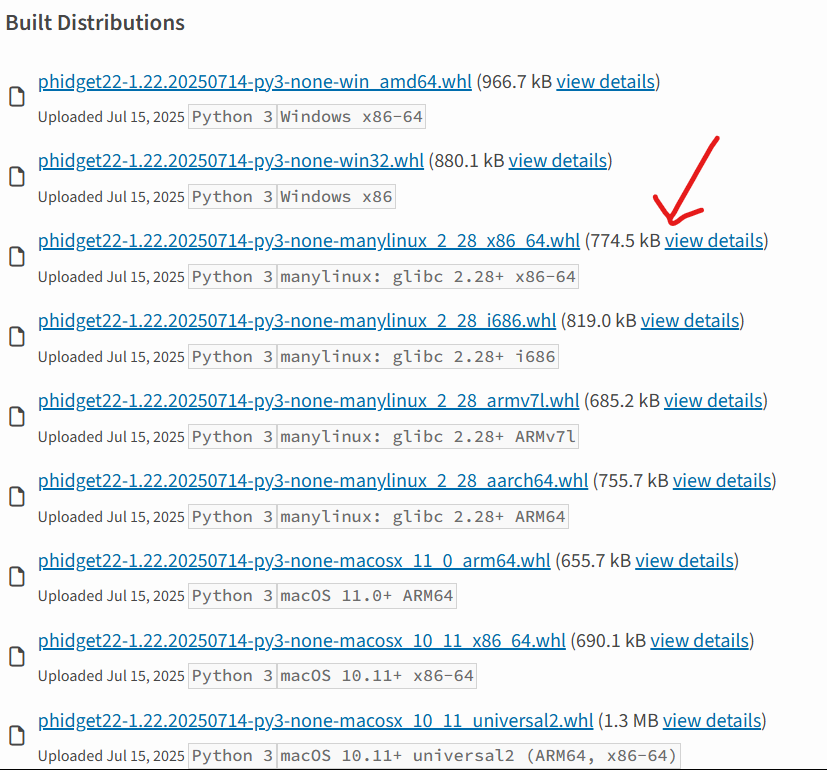 Built Distributions
phidget22-1.22.20250714-py3-none-win_amd64.whl (966.7 kB view details)
Uploaded Jul 15, 2025 Python 3 Windows x86-64
phidget22-1.22.20250714-py3-none-win32.whl (880.1 kB view details)
Uploaded Jul 15, 2025 Python 3 Windows x86
phidget22-1.22.20250714-py3-none-manylinux_2_28_x86_64.whl (774.5 kB view details)
Uploaded Jul 15, 2025 Python 3 manylinux: glibc 2.28+ x86-64
phidget22-1.22.20250714-py3-none-manylinux_2_28_i686.whl (819.0 kB view details)
Uploaded Jul 15, 2025 Python 3 manylinux: glibc 2.28+ i686
phidget22-1.22.20250714-py3-none-manylinux_2_28_armv7l.whl (685.2 kB view details)
Uploaded Jul 15, 2025 Python 3 manylinux: glibc 2.28+ ARMv7l
phidget22-1.22.20250714-py3-none-manylinux_2_28_aarch64.whl (755.7 kB view details)
Uploaded Jul 15, 2025 Python 3 manylinux: glibc 2.28+ ARM64
phidget22-1.22.20250714-py3-none-macosx_11_0_arm64.whl (655.7 kB view details)
Uploaded Jul 15, 2025 Python 3 macOS 11.0+ ARM64
phidget22-1.22.20250714-py3-none-macosx_10_11_x86_64.whl (690.1 kB view details)
Uploaded Jul 15, 2025 Python 3 macOS 10.11+ x86-64
phidget22-1.22.20250714-py3-none-macosx_10_11_universal2.whl (1.3 MB view details)
Uploaded Jul 15, 2025 Python 3 macOS 10.11+ universal2 (ARM64, x86-64)